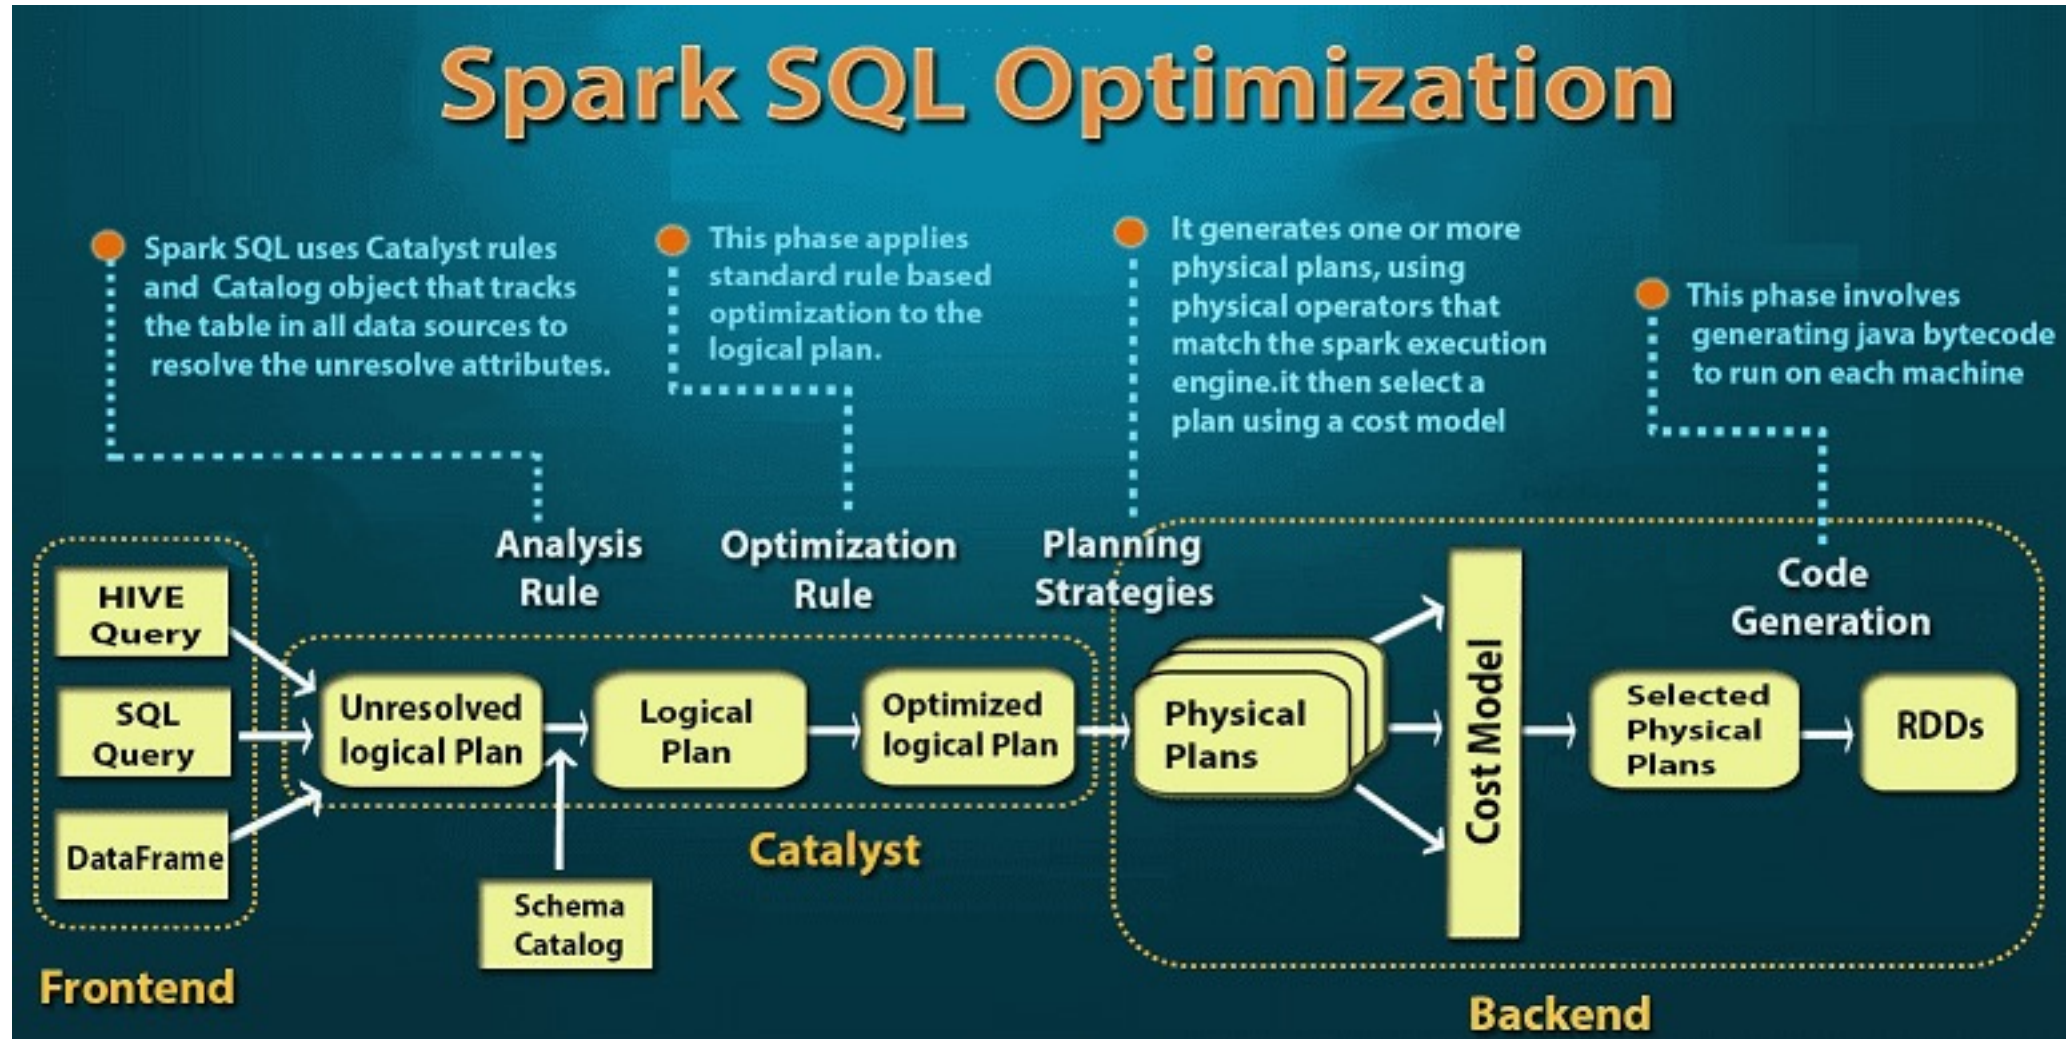 Spark SQL Optimization
Spark SQL uses Catalyst rules
and Catalog object that tracks
the table in all data sources to
resolve the unresolve attributes.
This phase applies
standard rule based
optimization to the
logical plan.
It generates one or more
physical plans, using
physical operators that
match the spark execution
engine.it then select a
plan using a cost model
This phase involves
generating java bytecode
to run on each machine
Analysis
Rule
Optimization
Rule
Planning
Strategies
Code
Generation
HIVE
Query
SQL
Query
DataFrame
Frontend
Unresolved
logical Plan
Logical
Plan
Optimized
logical Plan
Schema
Catalog
Catalyst
Physical
Plans
Cost Model
Selected
Physical
Plans
RDDs
Backend